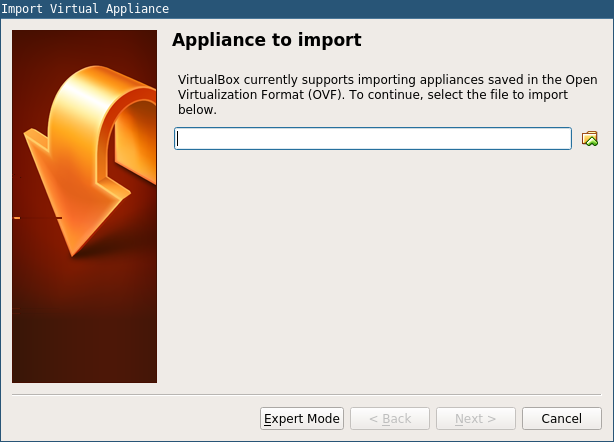 Import Virtual Appliance
Appliance to import
VirtualBox currently supports importing appliances saved in the Open
Virtualization Format (OVF). To continue, select the file to import
below.
Expert Mode
< Back
Next >
Cancel